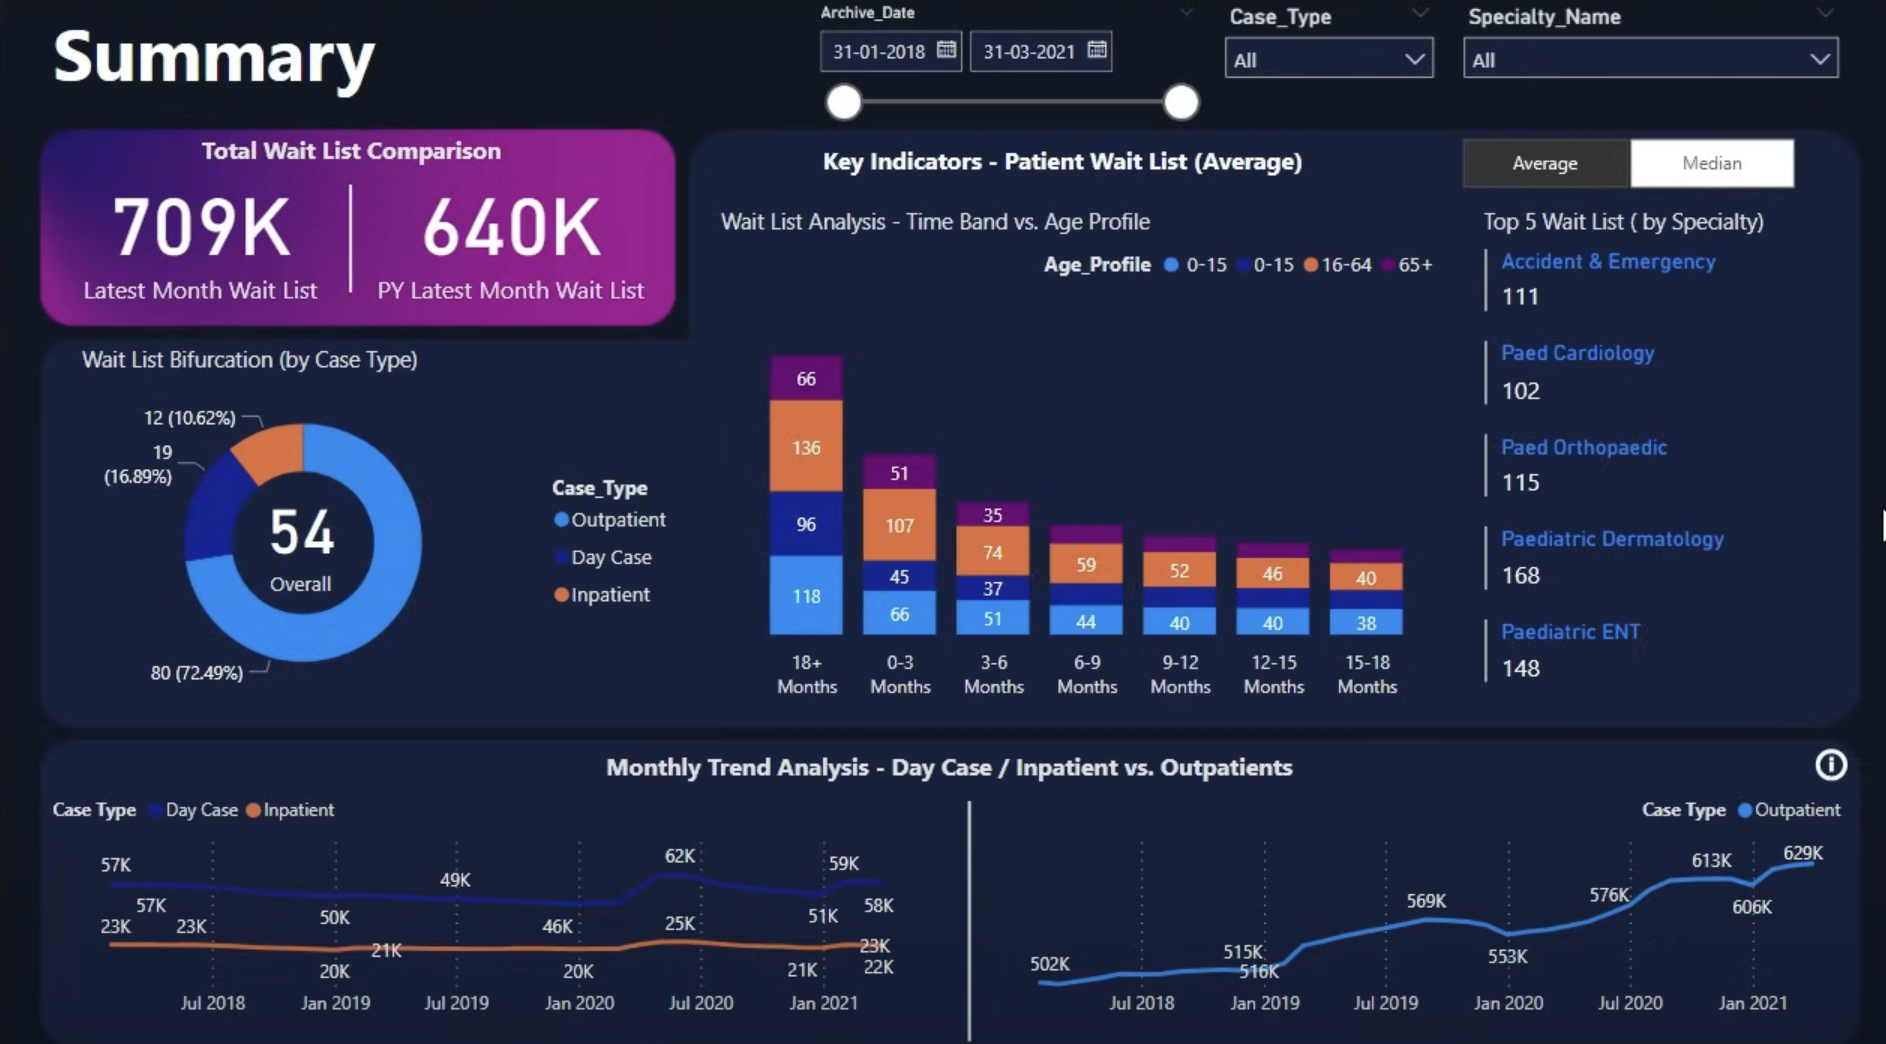 Summary
Archive_Date
31-01-2018
31-03-2021
Case_Type
All
Specialty_Name
All
Total Wait List Comparison
709K
Latest Month Wait List
640K
PY Latest Month Wait List
Key Indicators - Patient Wait List (Average)
Average
Median
Wait List Analysis - Time Band vs. Age Profile
Age_Profile 0-15 0-15 16-64 65+
66
136
96
118
18+
Months
51
107
45
66
0-3
Months
35
74
37
51
3-6
Months
59
44
6-9
Months
52
40
9-12
Months
46
40
12-15
Months
40
38
15-18
Months
Top 5 Wait List ( by Specialty)
Accident & Emergency
111
Paed Cardiology
102
Paed Orthopaedic
115
Paediatric Dermatology
168
Paediatric ENT
148
Wait List Bifurcation (by Case Type)
12 (10.62%)
19
(16.89%)
54
Overall
80 (72.49%)
Case_Type
Outpatient
Day Case
Inpatient
Monthly Trend Analysis - Day Case / Inpatient vs. Outpatients
Case Type Day Case Inpatient
57K
57K
50K
49K
46K
62K
59K
51K
58K
23K
23K
20K
21K
20K
25K
21K
23K
22K
Jul 2018
Jan 2019
Jul 2019
Jan 2020
Jul 2020
Jan 2021
Case Type Outpatient
502K
515K
516K
569K
553K
576K
613K
606K
629K
Jul 2018
Jan 2019
Jul 2019
Jan 2020
Jul 2020
Jan 2021